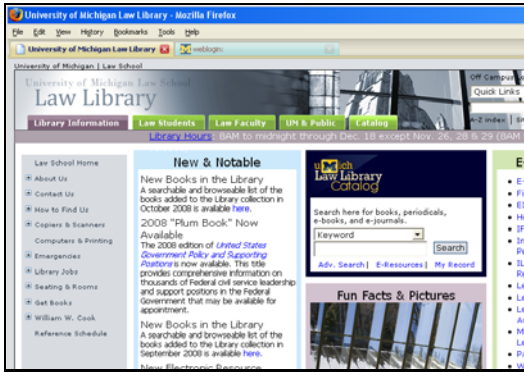 University of Michigan Law Library - Mozilla Firefox
File Edit View History Bookmarks Tools Help
University of Michigan Law Library
weblogin:
University of Michigan | Law School
University of Michigan Law School
Law Library
Off Campus
Quick Links
Library Information Law Students Law Faculty UM & Public Catalog
A-Z index
Library Hours: 8AM to midnight through Dec. 18 except Nov. 26, 28 & 29 (8AM
Law School Home
About Us
Contact Us
How to Find Us
Copiers & Scanners
Computers & Printing
Emergencies
Library Jobs
Seating & Rooms
Get Books
William W. Cook
Reference Schedule
New & Notable
New Books in the Library
A searchable and browseable list of the
books added to the Library collection in
October 2008 is available here.
2008 "Plum Book" Now
Available
The 2008 edition of United States
Government Policy and Supporting
Positions is now available. This title
provides comprehensive information on
thousands of Federal civil service leadership
and support positions in the Federal
Government that may be available for
appointment.
New Books in the Library
A searchable and browseable list of the
books added to the Library collection in
September 2008 is available here.
New Electronic Resource
umich
Law Library
Catalog
Search here for books, periodicals,
e-books, and e-journals.
Keyword
Search
Adv. Search | E-Resources | My Record
Fun Facts & Pictures